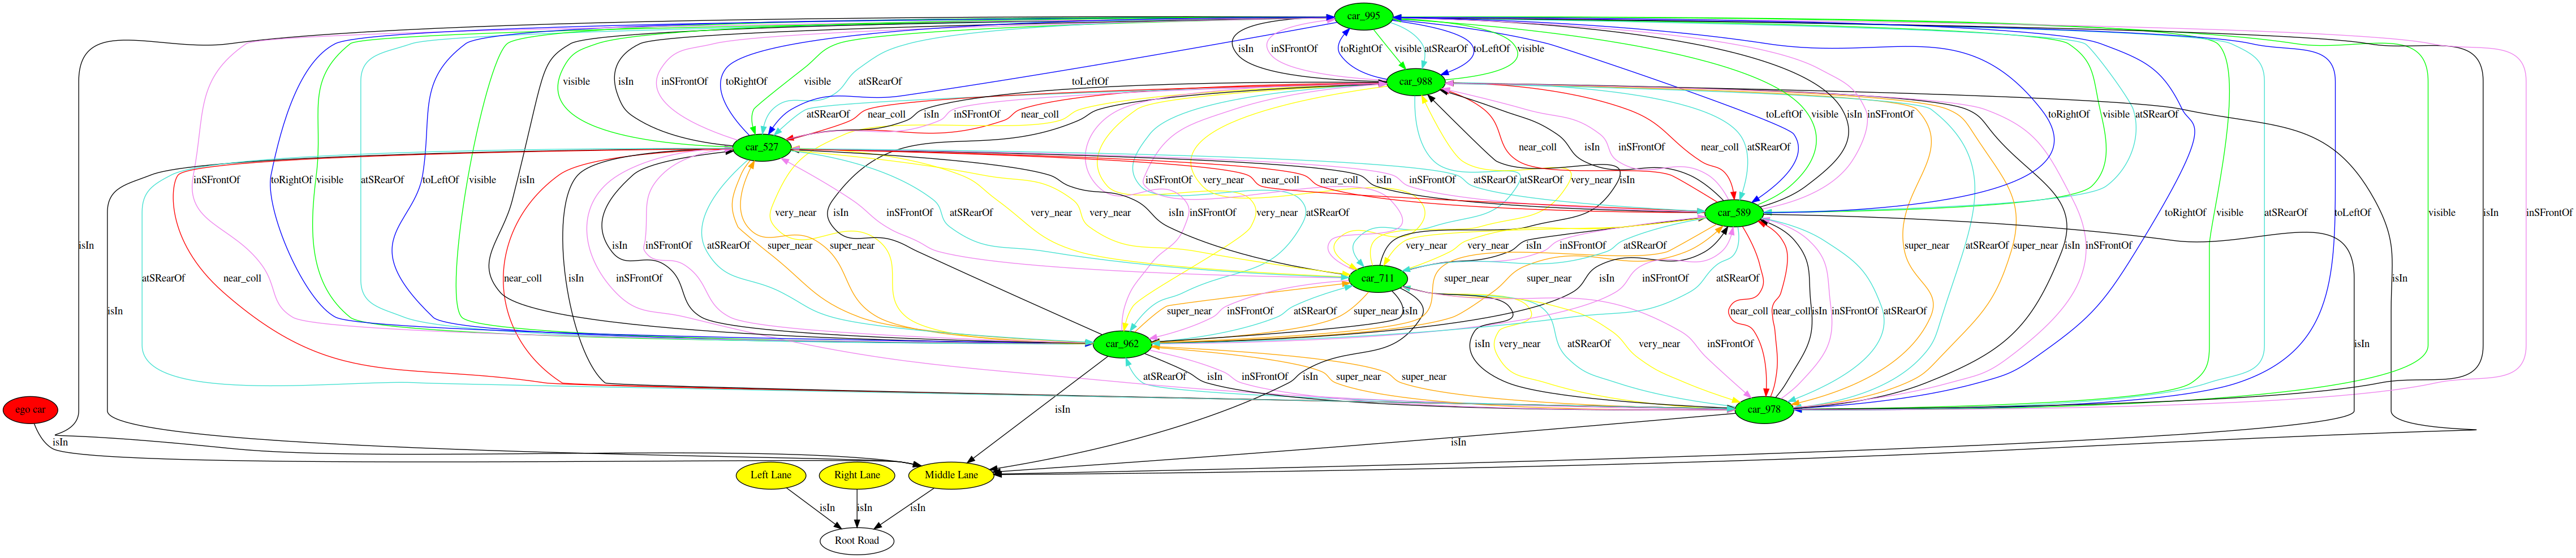 car_995
isIn inSFrontOf toRightOf visible atSRearOf toLeftOf visible
visible isIn inSFrontOf toRightOf visible atSRearOf toLeftOf
car_988
atSRearOf near_coll isIn inSFrontOf near_coll toLeftOf visible isIn inSFrontOf toRightOf visible atSRearOf
car_527
near_coll isIn inSFrontOf near_coll atSRearOf
inSFrontOf toRightOf visible atSRearOf toLeftOf visible isIn inSFrontOf very_near near_coll near_coll isIn inSFrontOf atSRearOf atSRearOf very_near isIn
car_589
isIn atSRearOf very_near very_near isIn inSFrontOf very_near atSRearOf toRightOf visible atSRearOf toLeftOf visible isIn inSFrontOf
isIn isIn inSFrontOf atSRearOf super_near super_near very_near very_near isIn inSFrontOf atSRearOf super_near atSRearOf super_near isIn inSFrontOf
car_711
atSRearOf near_coll near_coll isIn inSFrontOf super_near super_near isIn inSFrontOf atSRearOf isIn
isIn super_near inSFrontOf atSRearOf super_near isIn near_coll near_coll isIn inSFrontOf atSRearOf
car_962
isIn very_near atSRearOf very_near inSFrontOf isIn
atSRearOf isIn inSFrontOf isIn super_near super_near
ego car
isIn
car_978
isIn isIn
Left Lane Right Lane Middle Lane
isIn isIn isIn
Root Road